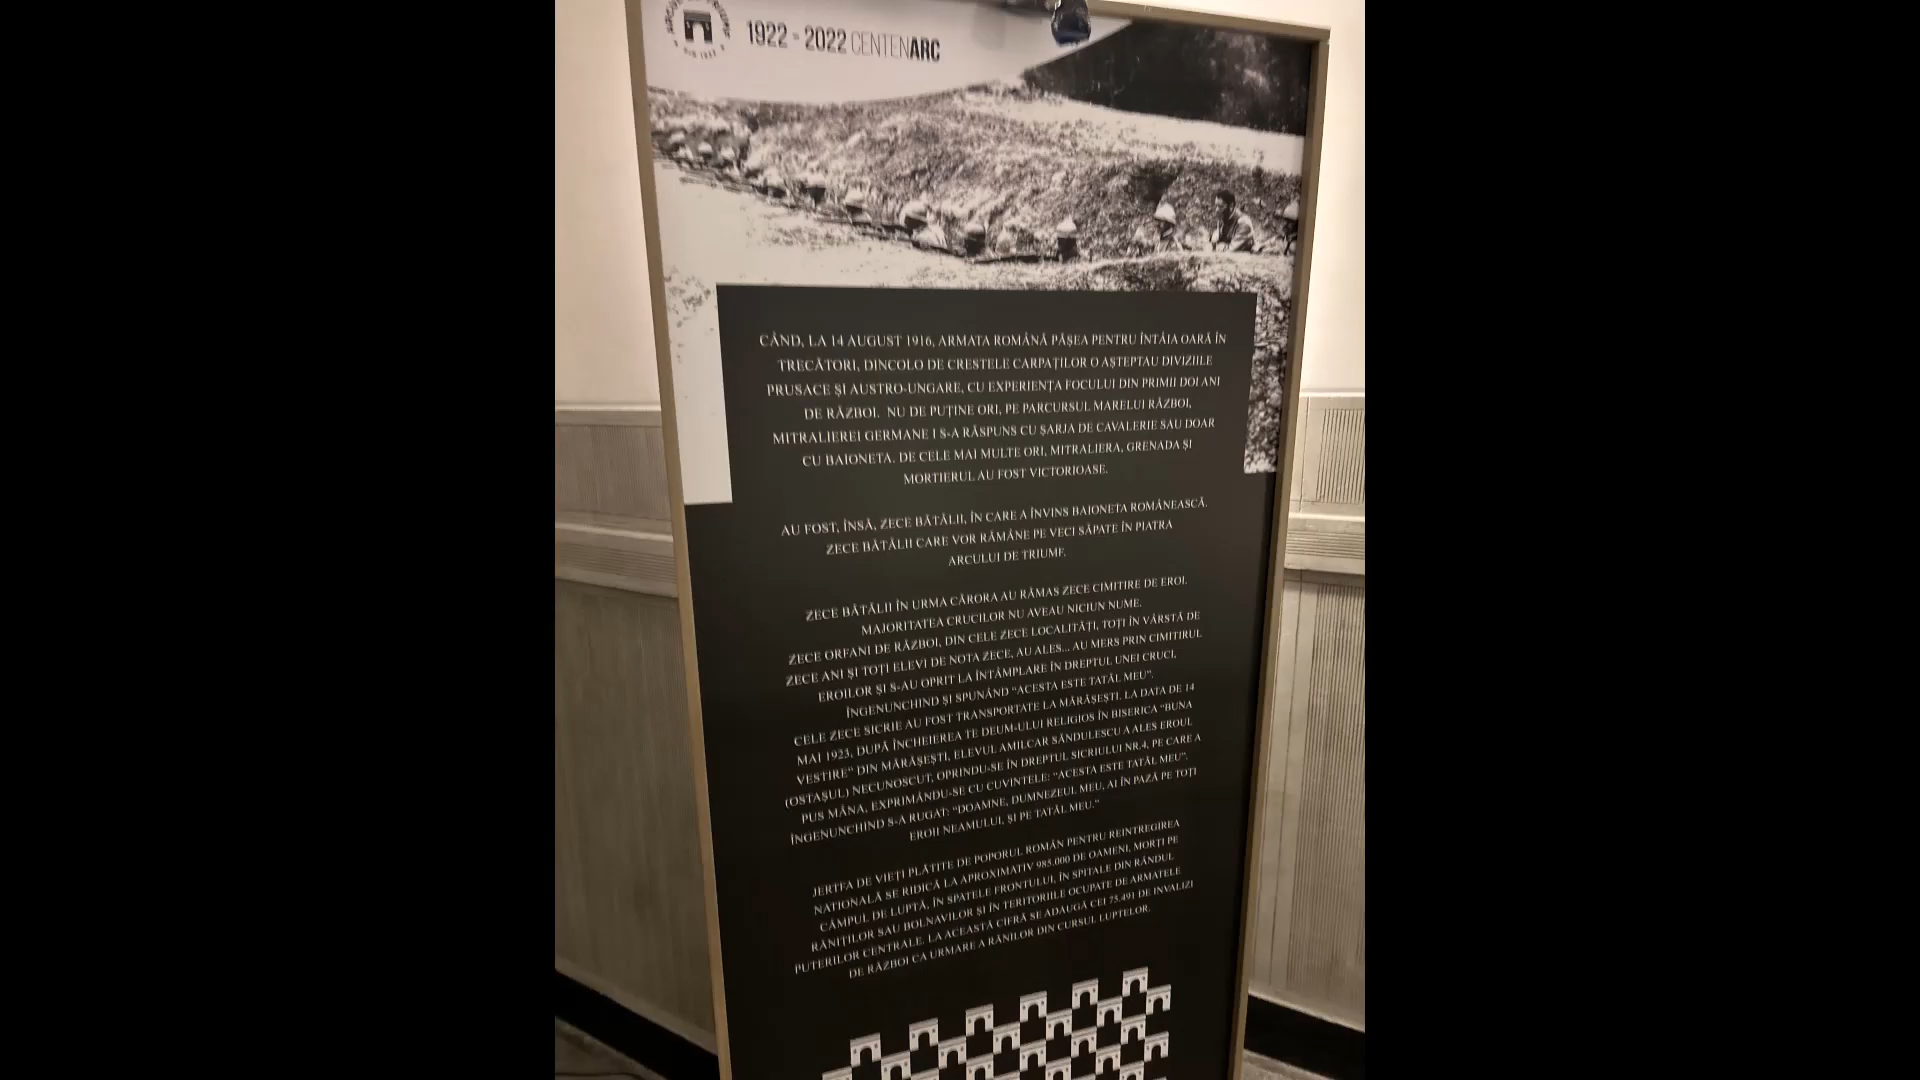 DIN 1922
1922 - 2022 CENTENARC
CÂND, LA 14 AUGUST 1916, ARMATA ROMÂNĂ PĂȘEA PENTRU ÎNTÂIA OARĂ ÎN
TRECĂTORI, DINCOLO DE CRESTELE CARPAȚILOR O AȘTEPTAU DIVIZIILE
PRUSACE ȘI AUSTRO-UNGARE, CU EXPERIENȚA FOCULUI DIN PRIMII DOI ANI
DE RĂZBOI. NU DE PUȚINE ORI, PE PARCURSUL MARELUI RĂZBOI,
MITRALIEREI GERMANE I S-A RĂSPUNS CU ȘARJA DE CAVALERIE SAU DOAR
CU BAIONETA. DE CELE MAI MULTE ORI, MITRALIERA, GRENADA ȘI
MORTIERUL AU FOST VICTORIOASE.
AU FOST, ÎNSĂ, ZECE BĂTĂLII, ÎN CARE A ÎNVINS BAIONETA ROMÂNEASCĂ.
ZECE BĂTĂLII CARE VOR RĂMÂNE PE VECI SĂPATE ÎN PIATRA
ARCULUI DE TRIUMF.
ZECE BĂTĂLII ÎN URMA CĂRORA AU RĂMAS ZECE CIMITIRE DE EROI.
MAJORITATEA CRUCILOR NU AVEAU NICIUN NUME.
ZECE ORFANI DE RĂZBOI, DIN CELE ZECE LOCALITĂȚI, TOȚI ÎN VÂRSTĂ DE
ZECE ANI ȘI TOȚI ELEVI DE NOTA ZECE, AU ALES... AU MERS PRIN CIMITIRUL
EROILOR ȘI S-AU OPRIT LA ÎNTÂMPLARE ÎN DREPTUL UNEI CRUCI,
ÎNGENUNCHIND ȘI SPUNÂND “ACESTA ESTE TATĂL MEU”.
CELE ZECE SICRIE AU FOST TRANSPORTATE LA MĂRĂȘEȘTI, LA DATA DE 14
MAI 1923, DUPĂ ÎNCHEIEREA TE DEUM-ULUI RELIGIOS ÎN BISERICA “BUNA
VESTIRE” DIN MĂRĂȘEȘTI, ELEVUL AMILCAR SĂNDULESCU A ALES EROUL
(OSTAȘUL) NECUNOSCUT, OPRINDU-SE ÎN DREPTUL SICRIULUI NR.4, PE CARE A
PUS MÂNA, EXPRIMÂNDU-SE CU CUVINTELE: “ACESTA ESTE TATĂL MEU”.
ÎNGENUNCHIND S-A RUGAT: “DOAMNE, DUMNEZEUL MEU, AI ÎN PAZĂ PE TOȚI
EROII NEAMULUI, ȘI PE TATĂL MEU.”
JERTFA DE VIEȚI PLĂTITE DE POPORUL ROMÂN PENTRU REINTREGIREA
NATIONALĂ SE RIDICĂ LA APROXIMATIV 985.000 DE OAMENI, MORȚI PE
CÂMPUL DE LUPTĂ, ÎN SPATELE FRONTULUI, ÎN SPITALE DIN RÂNDUL
RĂNIȚILOR SAU BOLNAVILOR ȘI ÎN TERITORIILE OCUPATE DE ARMATELE
PUTERILOR CENTRALE. LA ACEASTĂ CIFRĂ SE ADAUGĂ CEI 75.491 DE INVALIZI
DE RĂZBOI CA URMARE A RĂNILOR DIN CURSUL LUPTELOR.